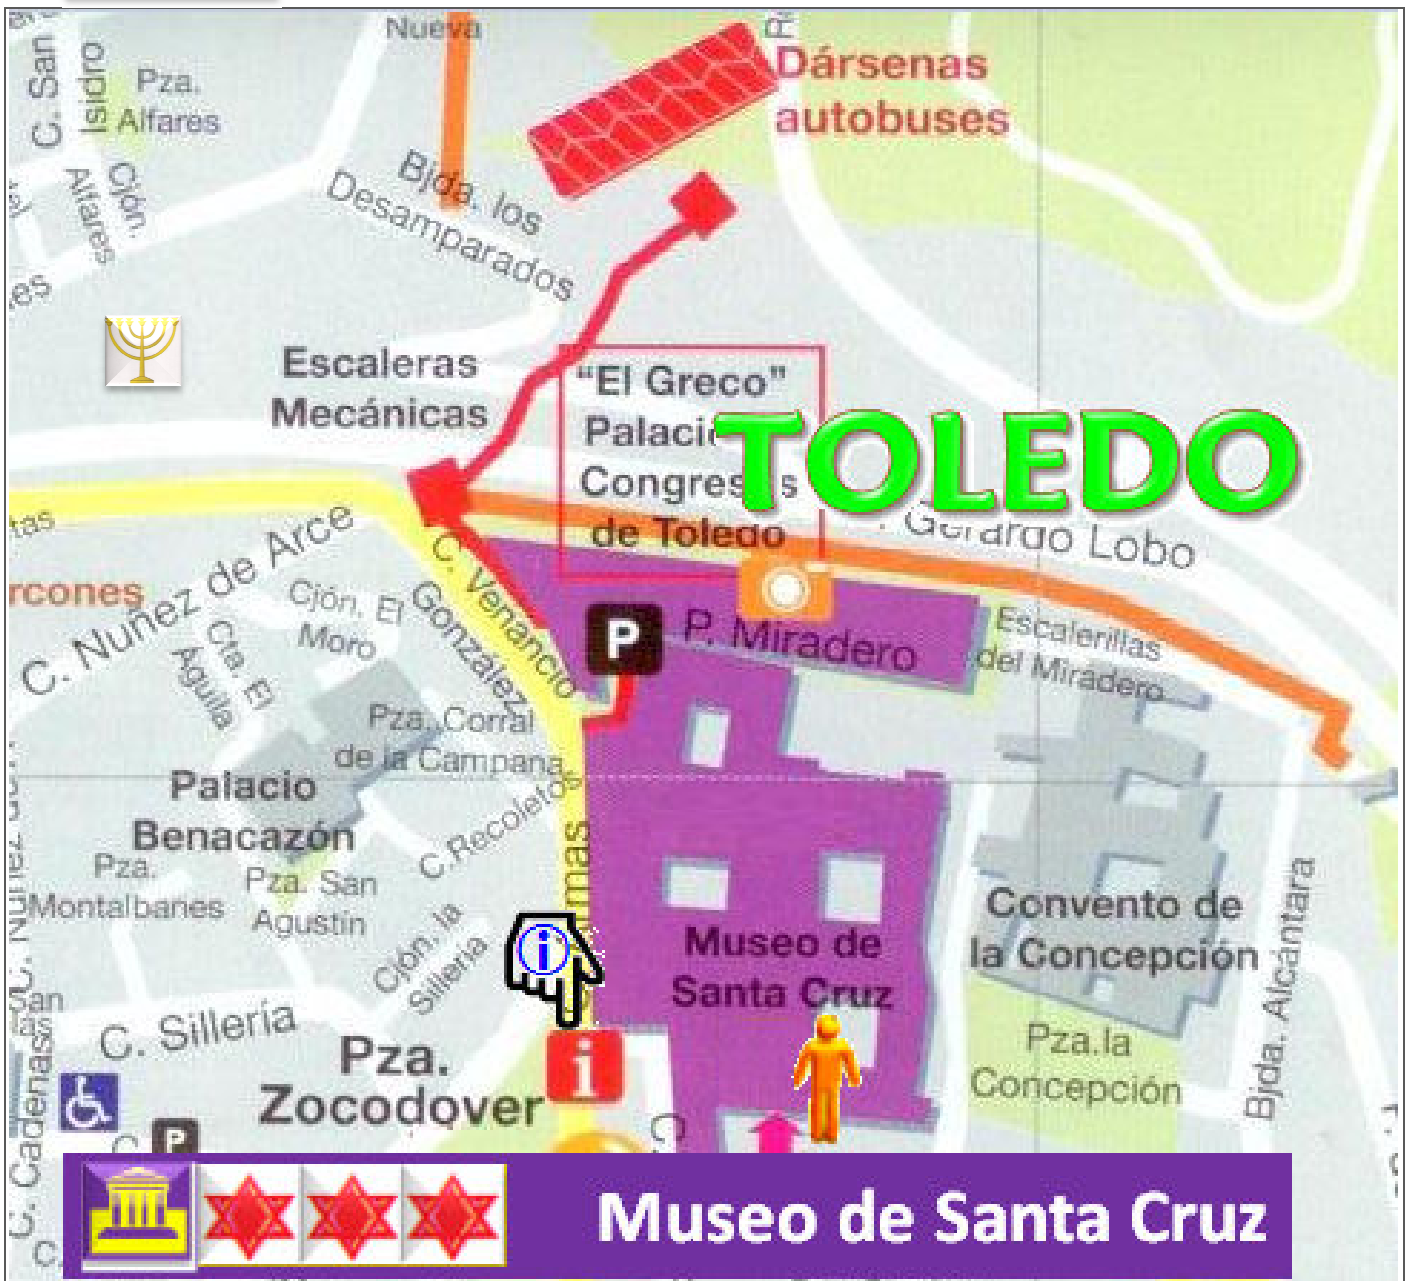 Nueva
C. San
Isidro
Pza.
Alfares
Cjón.
Alfares
Bjda. los
Desamparados
Dársenas
autobuses
Escaleras
Mecánicas
"El Greco"
Palacio
Congresos
de Toledo
TOLEDO
Gerardo Lobo
C. Nuñez de Arce
C. Venancio
Gonzalez
Cjón. El
Moro
Cta. El
Aguila
P
P. Miradero
Escalerillas
del Miradero
Pza. Corral
de la Campana
Palacio
Benacazón
C.Recoletos
Pza.
Montalbanes
Pza. San
Agustín
Cjón. la
Sillería
Museo de
Santa Cruz
Convento de
la Concepción
Bjda. Alcántara
San
C. Sillería
Pza.la
Concepción
i
Pza.
Zocodover
i
C. Cadenas
P
Museo de Santa Cruz